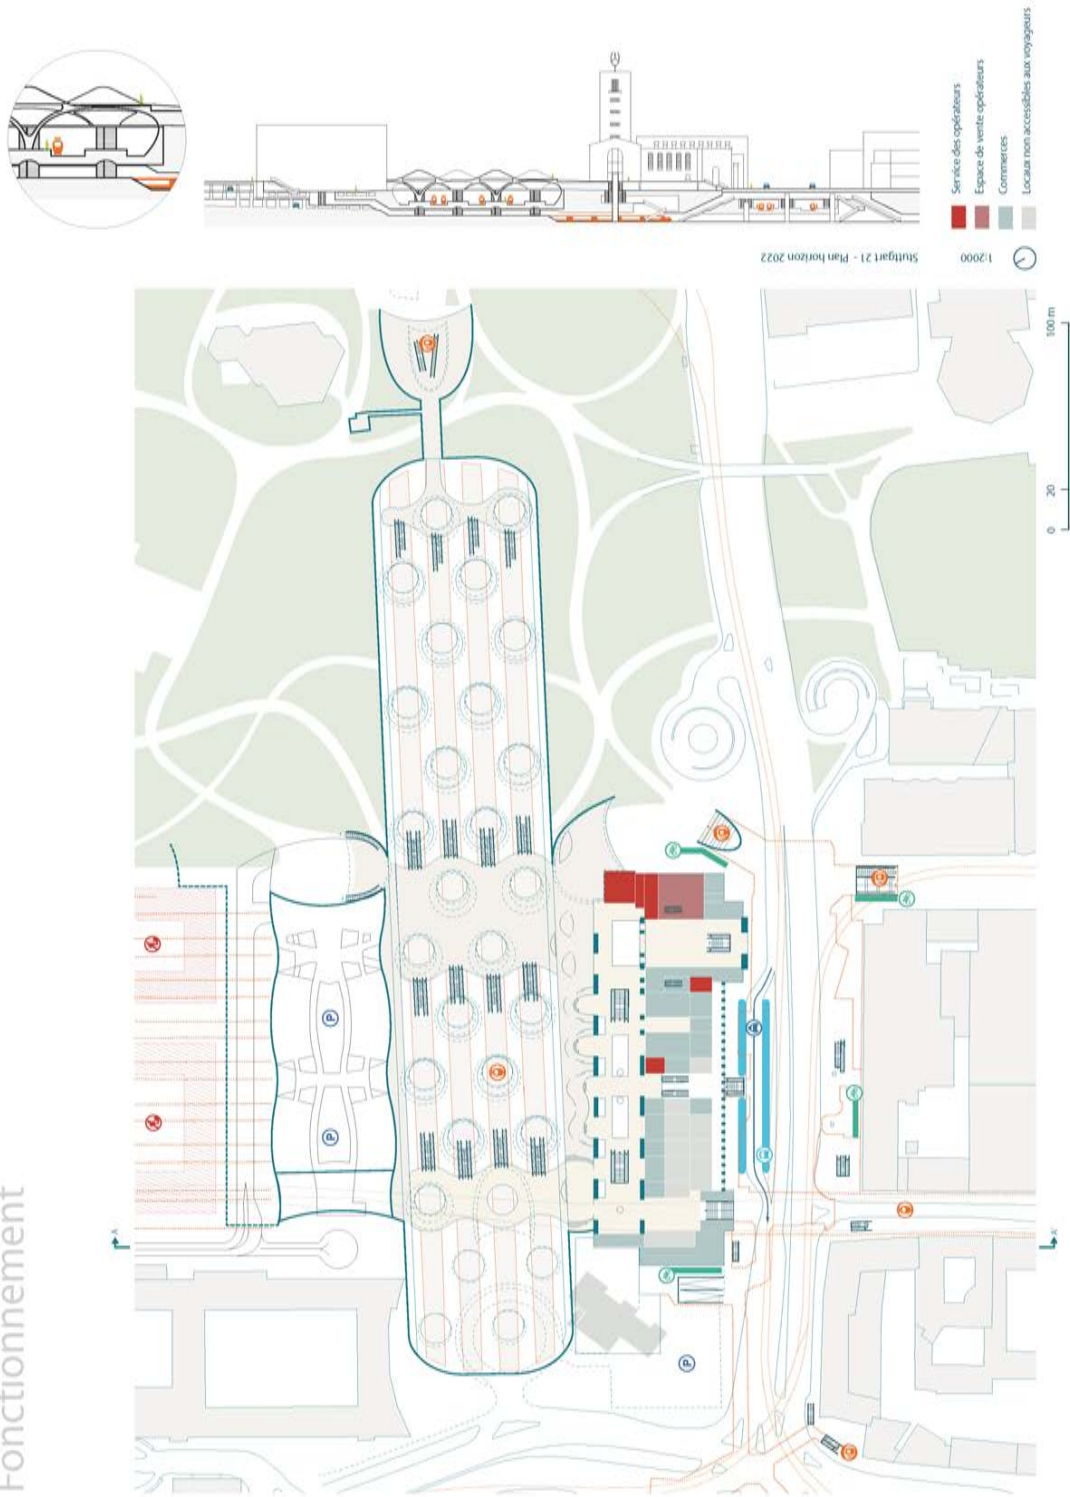 Fonctionnement
Service des opérateurs
Espace de vente opérateurs
Commerces
Locaux non accessibles aux voyageurs
Stuttgart 21 - Plan horizon 2022
1:2000
0 20 100 m
A
A'
P
P
P